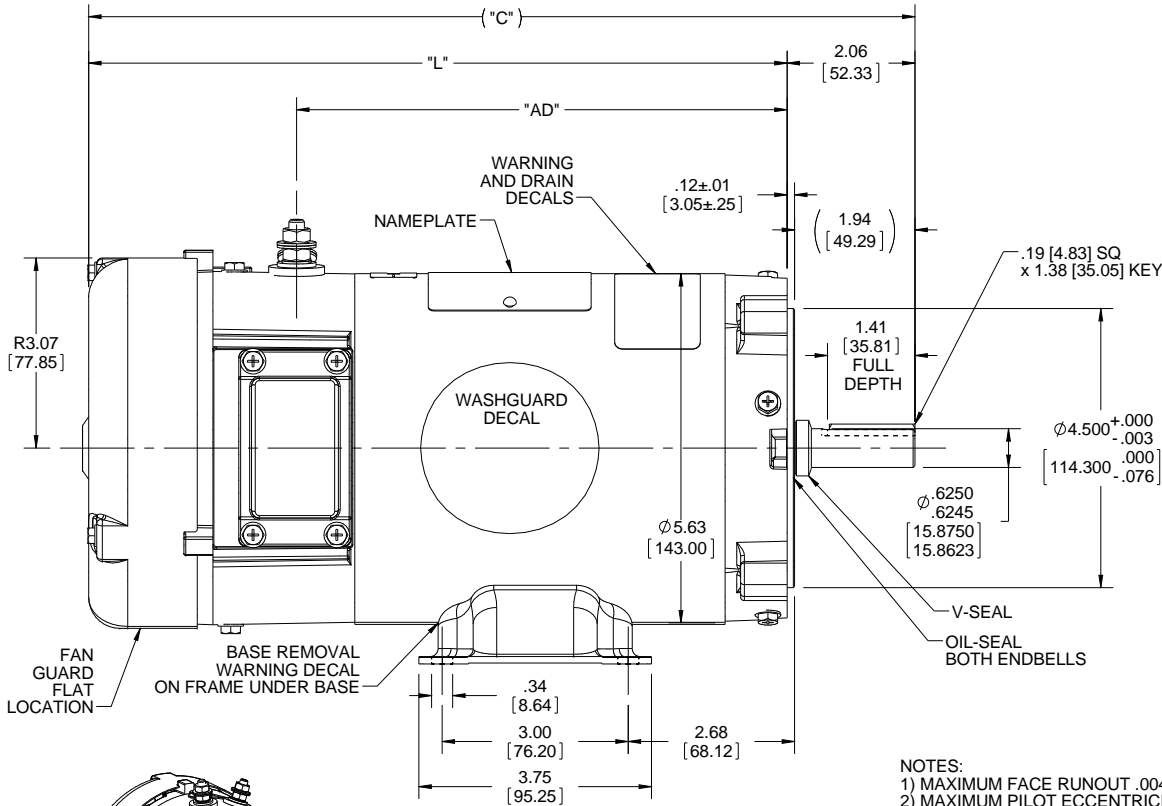 ("C")
"L"
2.06
[52.33]
"AD"
WARNING
AND DRAIN
DECALS
NAMEPLATE
.12±.01
[3.05±.25]
(1.94
[49.29])
.19 [4.83] SQ
x 1.38 [35.05] KEY
R3.07
[77.85]
1.41
[35.81]
FULL
DEPTH
WASHGUARD
DECAL
Ø4.500 +.000
-.003
[114.300 .000
-.076]
Ø .6250
.6245
[15.8750
15.8623]
Ø5.63
[143.00]
V-SEAL
OIL-SEAL
BOTH ENDBELLS
FAN
GUARD
FLAT
LOCATION
BASE REMOVAL
WARNING DECAL
ON FRAME UNDER BASE
.34
[8.64]
3.00
[76.20]
2.68
[68.12]
3.75
[95.25]
NOTES:
1) MAXIMUM FACE RUNOUT .004
2) MAXIMUM PILOT